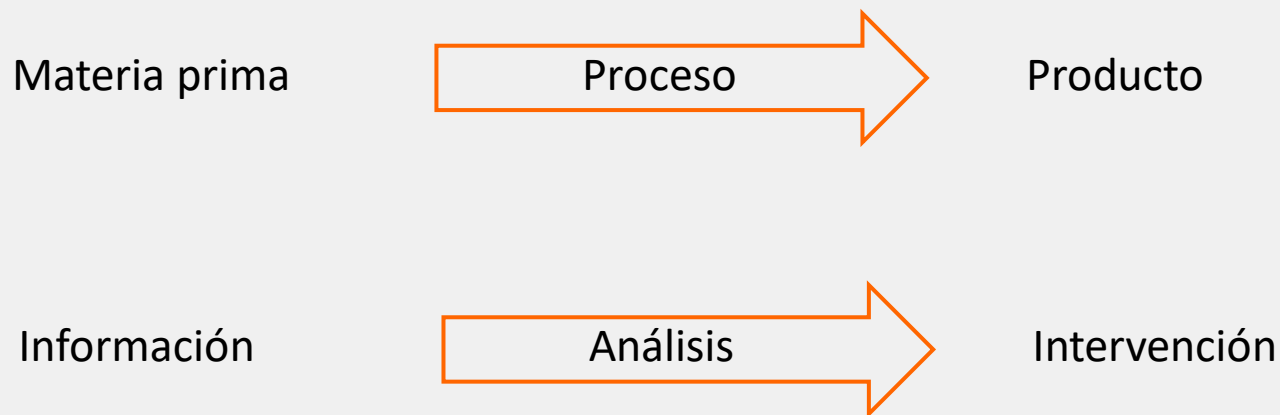 Materia prima Proceso Producto
Información Análisis Intervención